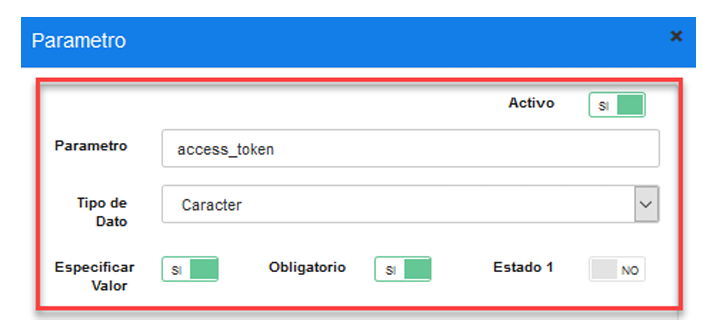 Parametro ×
Activo SI
Parametro access_token
Tipo de Dato Caracter
Especificar Valor SI Obligatorio SI Estado 1 NO